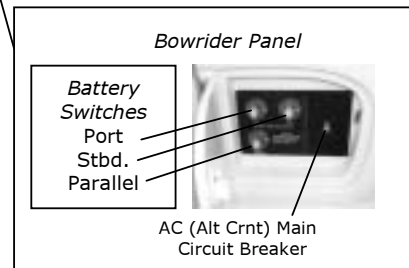 Bowrider Panel
Battery
Switches
Port
Stbd.
Parallel
AC (Alt Crnt) Main
Circuit Breaker